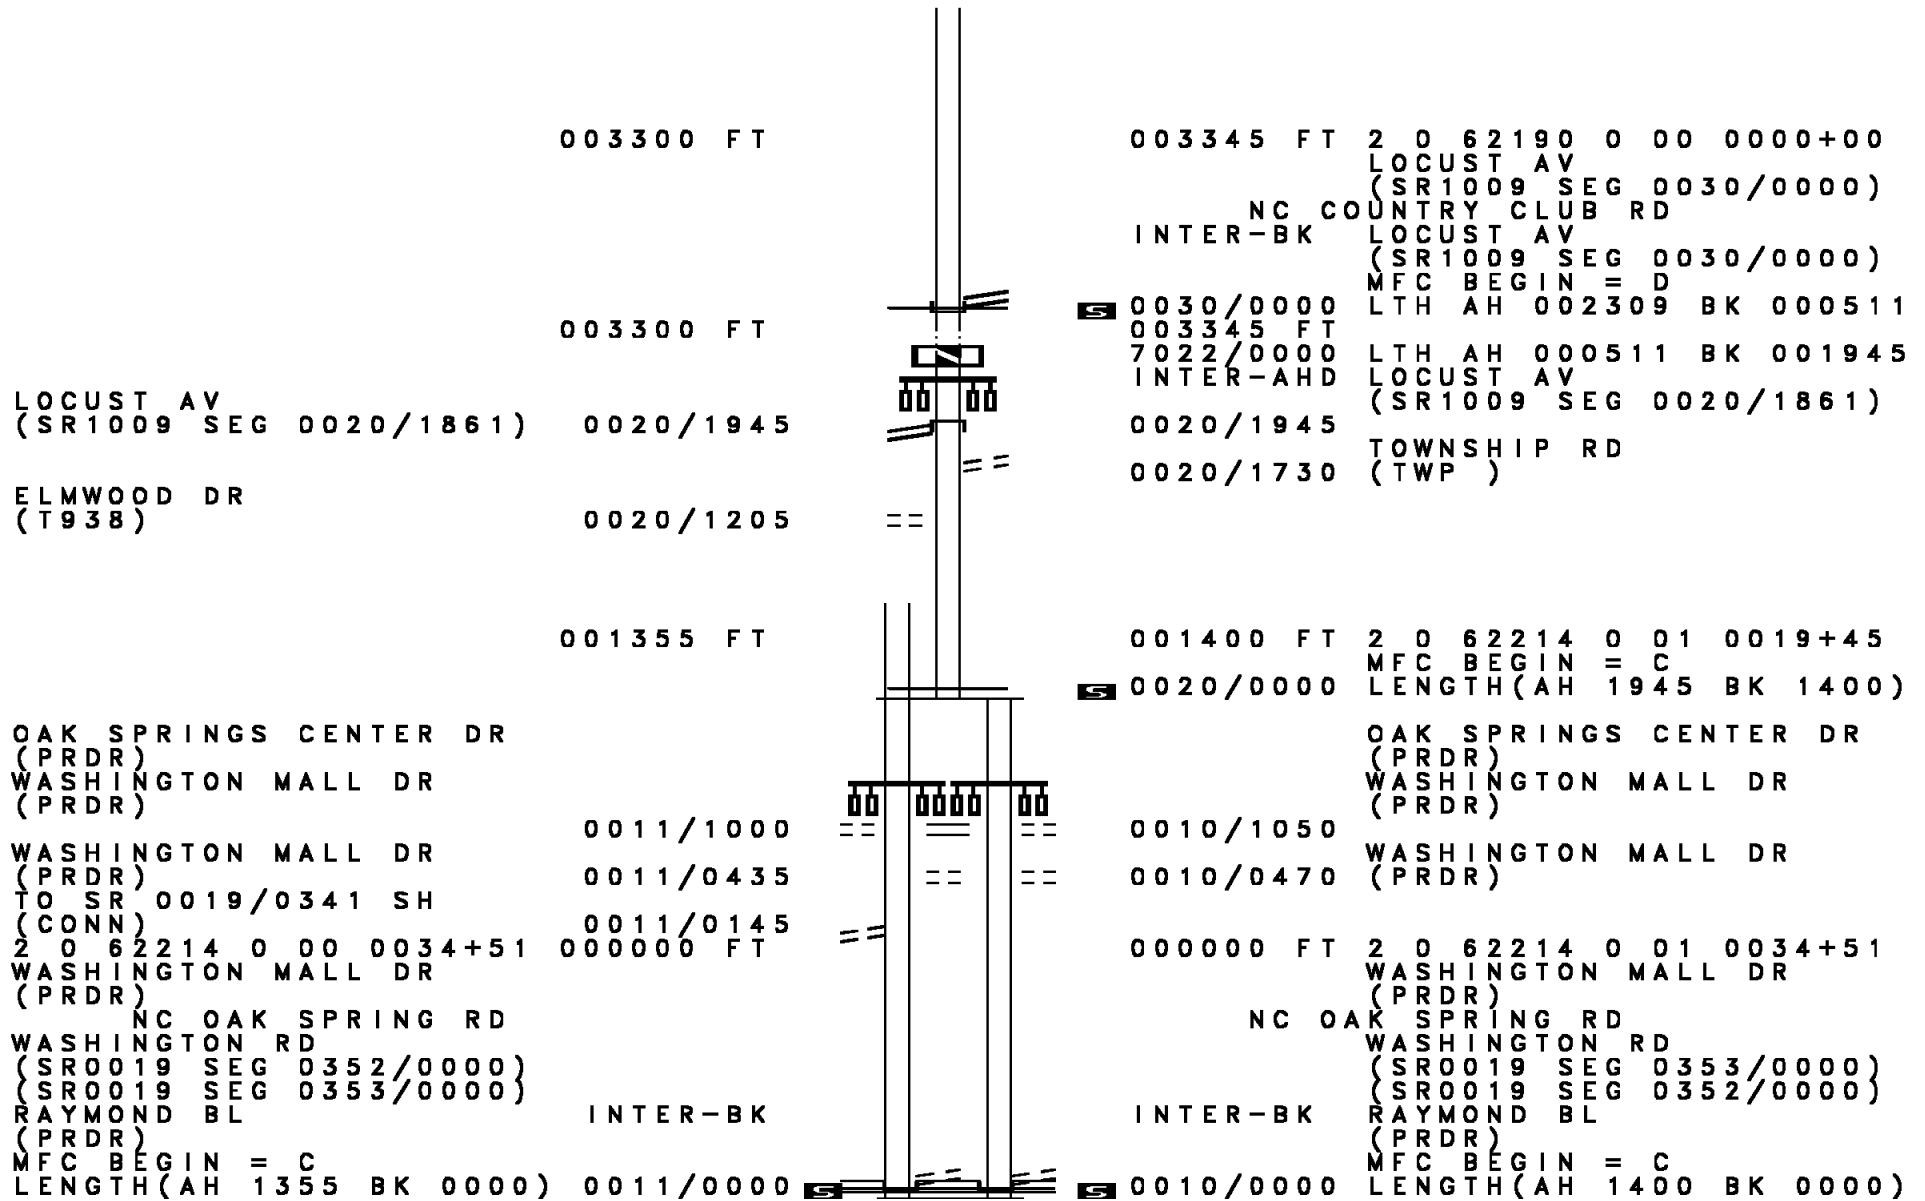 003300 FT 003345 FT 2 0 62190 0 00 0000+00
LOCUST AV
(SR1009 SEG 0030/0000)
NC COUNTRY CLUB RD
INTER-BK LOCUST AV
(SR1009 SEG 0030/0000)
MFC BEGIN = D
S 0030/0000 LTH AH 002309 BK 000511
003300 FT 003345 FT
7022/0000 LTH AH 000511 BK 001945
INTER-AHD LOCUST AV
LOCUST AV (SR1009 SEG 0020/1861)
(SR1009 SEG 0020/1861) 0020/1945 0020/1945
TOWNSHIP RD
0020/1730 (TWP )
ELMWOOD DR
(T938) 0020/1205
001355 FT 001400 FT 2 0 62214 0 01 0019+45
MFC BEGIN = C
S 0020/0000 LENGTH(AH 1945 BK 1400)
OAK SPRINGS CENTER DR OAK SPRINGS CENTER DR
(PRDR) (PRDR)
WASHINGTON MALL DR WASHINGTON MALL DR
(PRDR) (PRDR)
0011/1000 0010/1050
WASHINGTON MALL DR WASHINGTON MALL DR
(PRDR) 0011/0435 0010/0470 (PRDR)
TO SR 0019/0341 SH
(CONN) 0011/0145
2 0 62214 0 00 0034+51 000000 FT 000000 FT 2 0 62214 0 01 0034+51
WASHINGTON MALL DR WASHINGTON MALL DR
(PRDR) (PRDR)
NC OAK SPRING RD NC OAK SPRING RD
WASHINGTON RD WASHINGTON RD
(SR0019 SEG 0352/0000) (SR0019 SEG 0353/0000)
(SR0019 SEG 0353/0000) (SR0019 SEG 0352/0000)
RAYMOND BL INTER-BK INTER-BK RAYMOND BL
(PRDR) (PRDR)
MFC BEGIN = C MFC BEGIN = C
LENGTH(AH 1355 BK 0000) 0011/0000 S S 0010/0000 LENGTH(AH 1400 BK 0000)